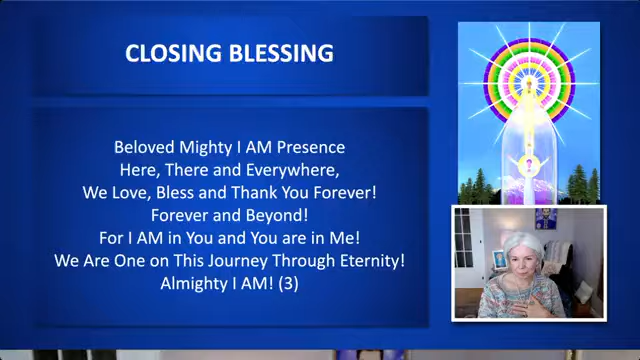 CLOSING BLESSING
Beloved Mighty I AM Presence
Here, There and Everywhere,
We Love, Bless and Thank You Forever!
Forever and Beyond!
For I AM in You and You are in Me!
We Are One on This Journey Through Eternity!
Almighty I AM! (3)